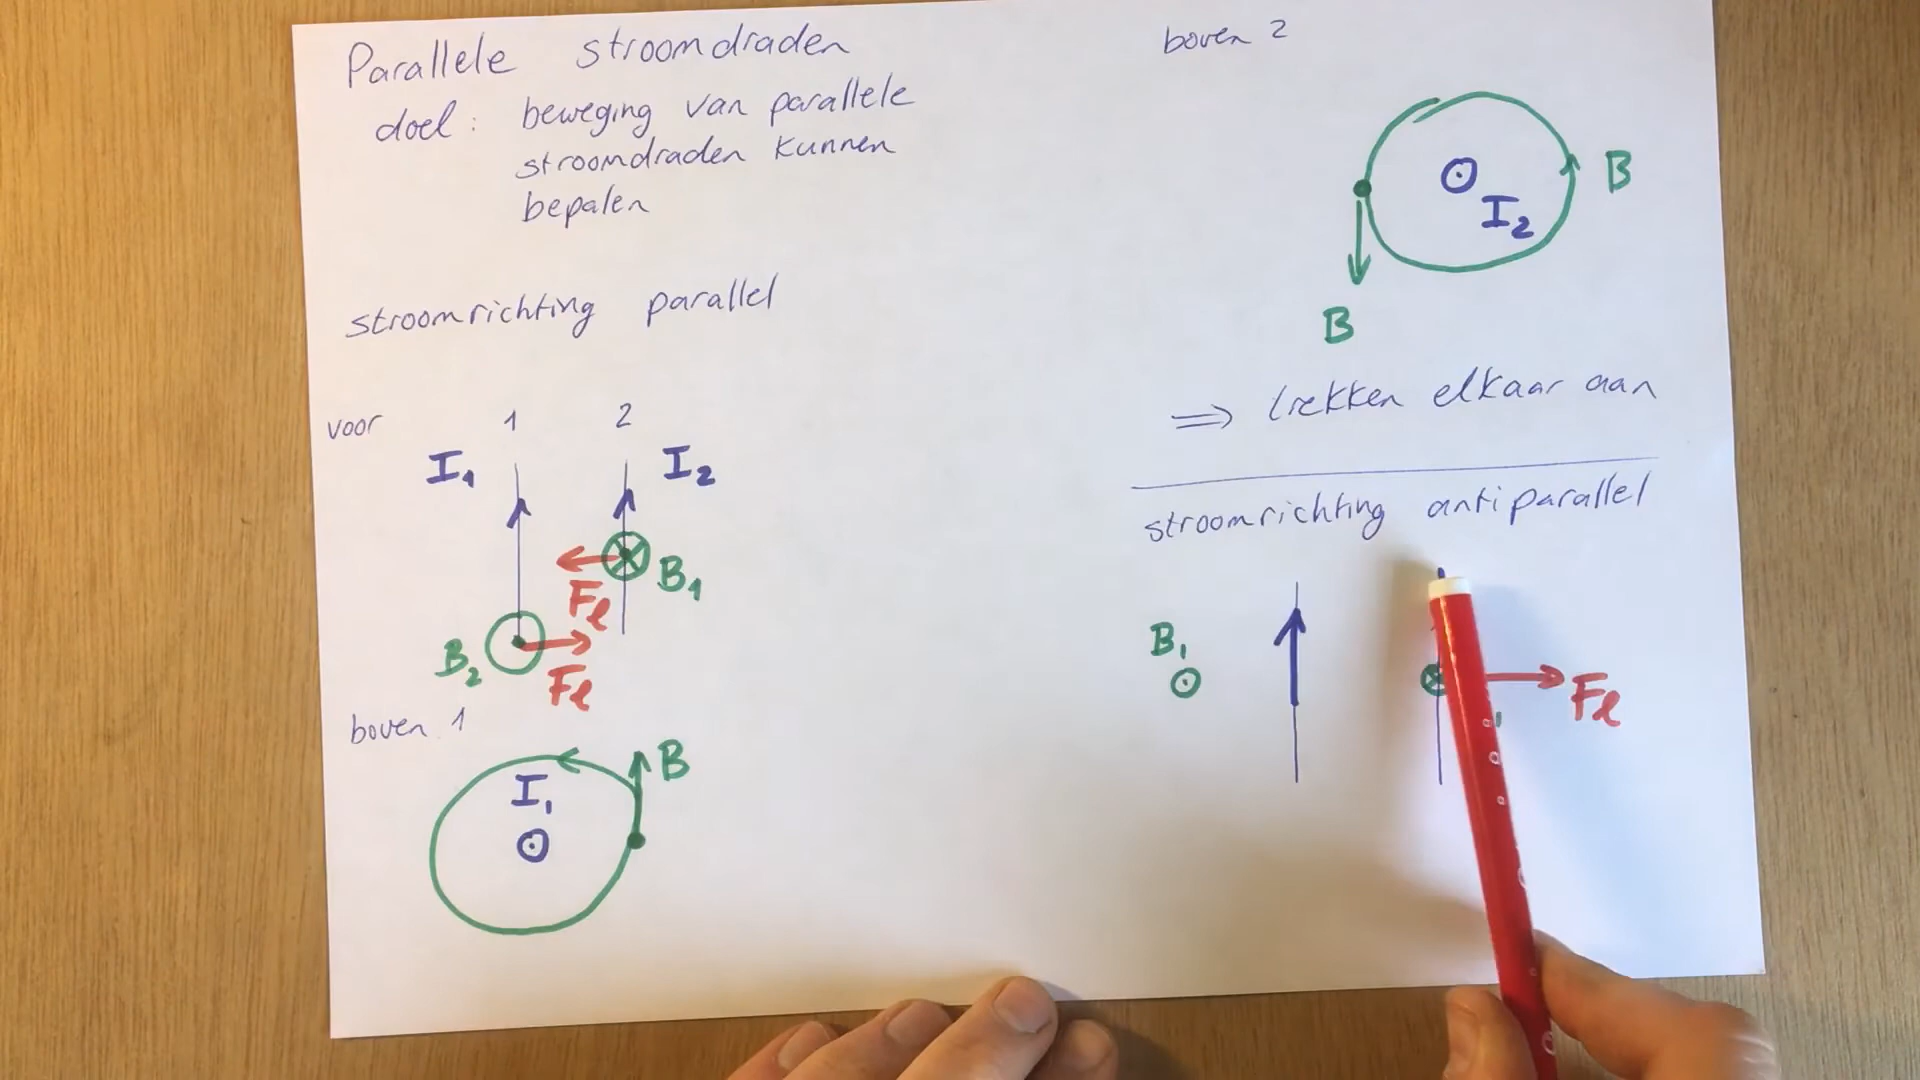 Parallele stroomdraden
doel: beweging van parallele
stroomdraden kunnen
bepalen
stroomrichting parallel
voor 1 2
I₁ I₂
B₁
Fl
B₂
Fl
boven 1
B
I₁
boven 2
B
I₂
B
⇒ trekken elkaar aan
stroomrichting antiparallel
B₁
Fl